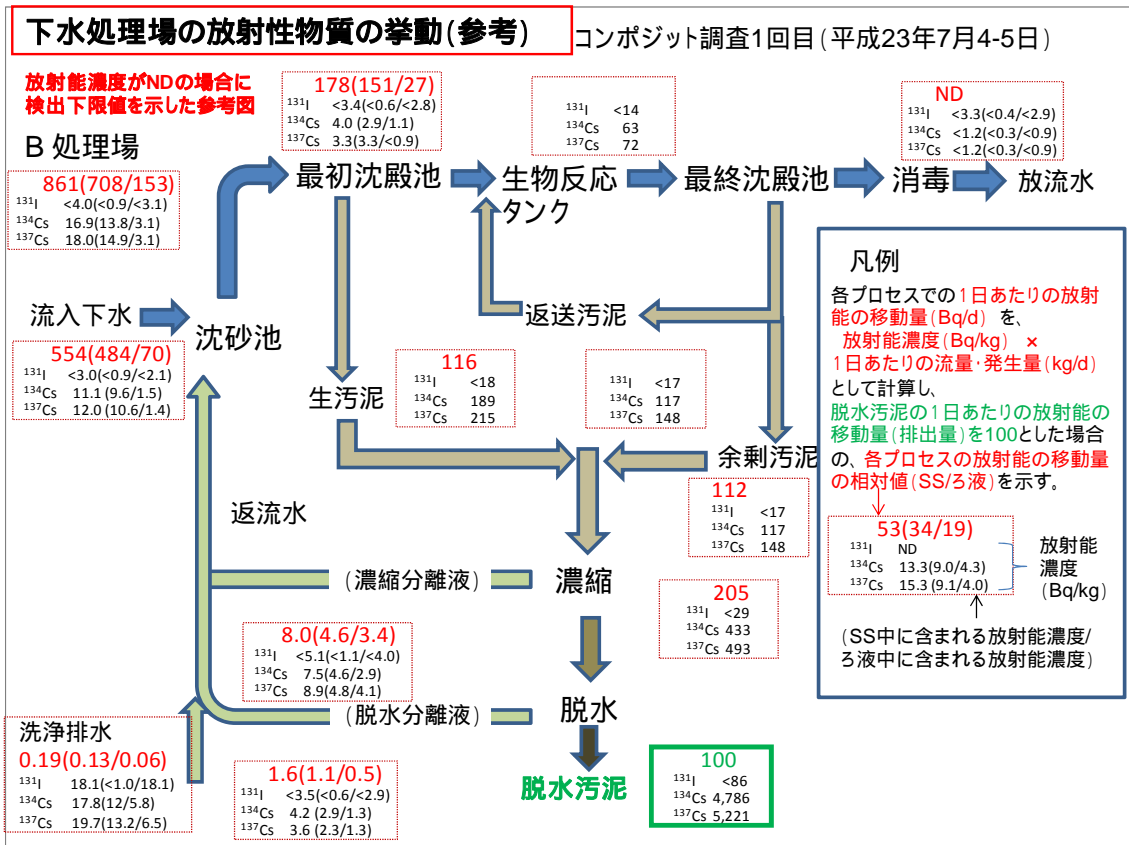 下水処理場の放射性物質の挙動(参考)
コンポジット調査1回目(平成23年7月4-5日)
放射能濃度がNDの場合に
検出下限値を示した参考図
B 処理場
861(708/153)
131I <4.0(<0.9/<3.1)
134Cs 16.9(13.8/3.1)
137Cs 18.0(14.9/3.1)
178(151/27)
131I <3.4(<0.6/<2.8)
134Cs 4.0 (2.9/1.1)
137Cs 3.3(3.3/<0.9)
131I <14
134Cs 63
137Cs 72
ND
131I <3.3(<0.4/<2.9)
134Cs <1.2(<0.3/<0.9)
137Cs <1.2(<0.3/<0.9)
最初沈殿池
生物反応
タンク
最終沈殿池
消毒
放流水
流入下水
沈砂池
554(484/70)
131I <3.0(<0.9/<2.1)
134Cs 11.1 (9.6/1.5)
137Cs 12.0 (10.6/1.4)
返送汚泥
生汚泥
116
131I <18
134Cs 189
137Cs 215
131I <17
134Cs 117
137Cs 148
余剰汚泥
112
131I <17
134Cs 117
137Cs 148
返流水
(濃縮分離液)
濃縮
205
131I <29
134Cs 433
137Cs 493
8.0(4.6/3.4)
131I <5.1(<1.1/<4.0)
134Cs 7.5(4.6/2.9)
137Cs 8.9(4.8/4.1)
(脱水分離液)
脱水
洗浄排水
0.19(0.13/0.06)
131I 18.1(<1.0/18.1)
134Cs 17.8(12/5.8)
137Cs 19.7(13.2/6.5)
1.6(1.1/0.5)
131I <3.5(<0.6/<2.9)
134Cs 4.2 (2.9/1.3)
137Cs 3.6 (2.3/1.3)
脱水汚泥
100
131I <86
134Cs 4,786
137Cs 5,221
凡例
各プロセスでの1日あたりの放射
能の移動量(Bq/d) を、
放射能濃度(Bq/kg) ×
1日あたりの流量・発生量(kg/d)
として計算し、
脱水汚泥の1日あたりの放射能の
移動量(排出量)を100とした場合
の、各プロセスの放射能の移動量
の相対値(SS/ろ液)を示す。
53(34/19)
131I ND
134Cs 13.3(9.0/4.3)
137Cs 15.3 (9.1/4.0)
放射能
濃度
(Bq/kg)
(SS中に含まれる放射能濃度/
ろ液中に含まれる放射能濃度)